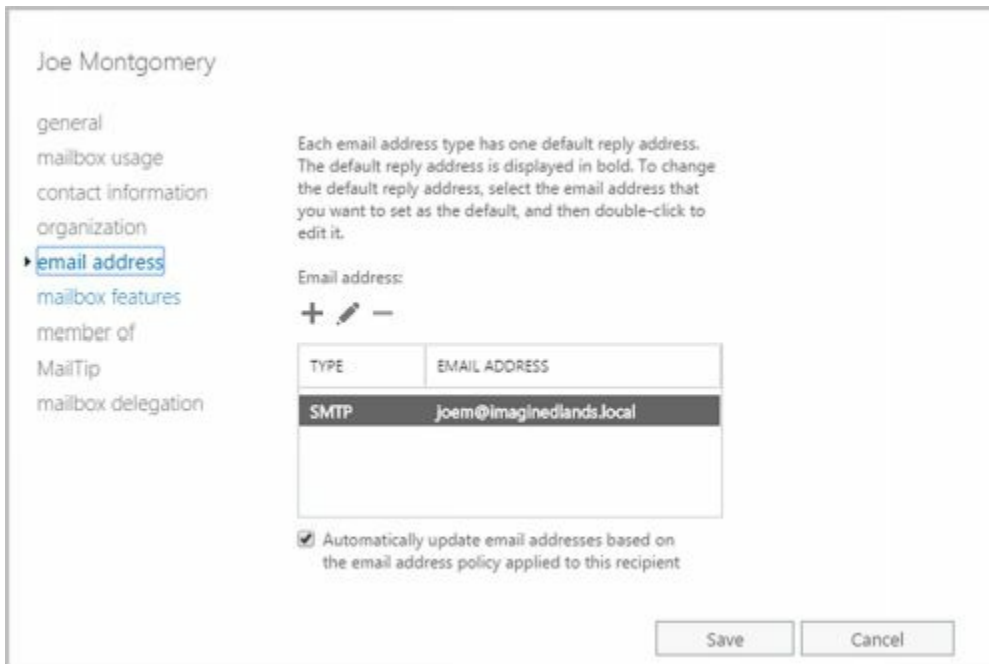 Joe Montgomery
general
mailbox usage
contact information
organization
email address
mailbox features
member of
MailTip
mailbox delegation
Each email address type has one default reply address.
The default reply address is displayed in bold. To change
the default reply address, select the email address that
you want to set as the default, and then double-click to
edit it.
Email address:
TYPE EMAIL ADDRESS
SMTP joem@imaginedlands.local
Automatically update email addresses based on
the email address policy applied to this recipient
Save Cancel